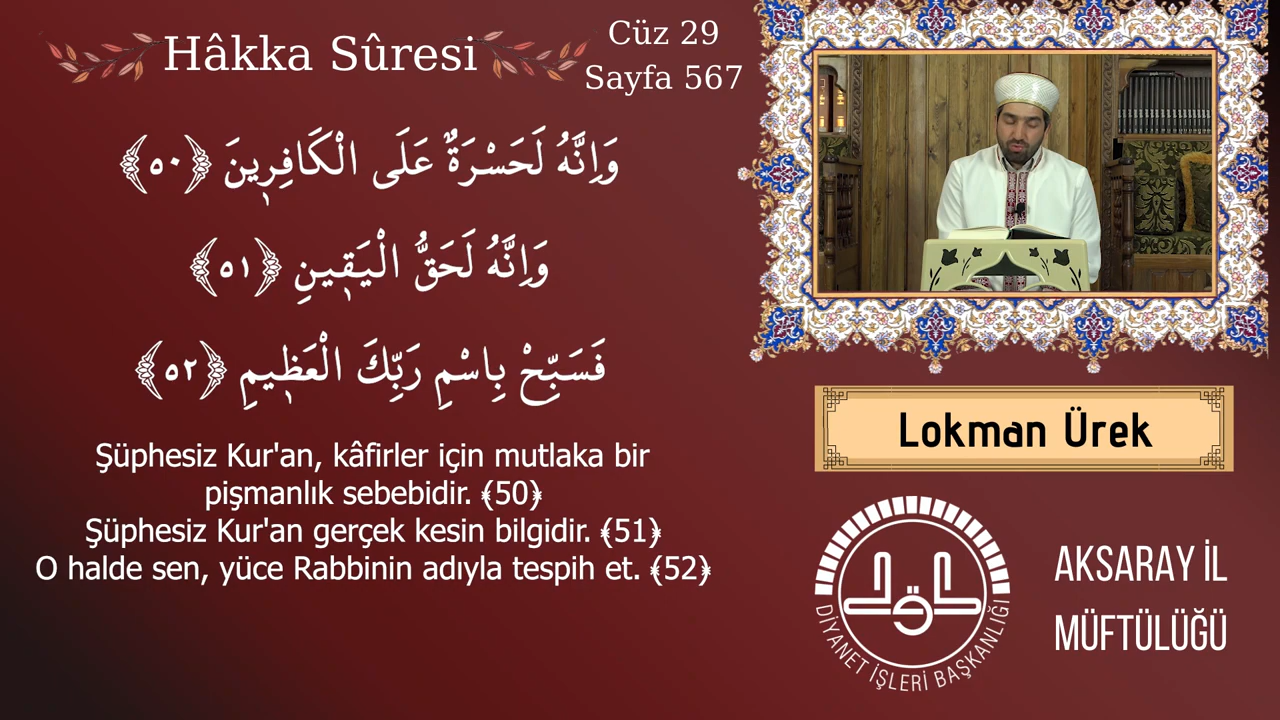 Hâkka Sûresi
Cüz 29
Sayfa 567
وَاِنَّهُ لَحَسْرَةٌ عَلَى الْكَافِر۪ينَ ﴿٥٠﴾
وَاِنَّهُ لَحَقُّ الْيَق۪ينِ ﴿٥١﴾
فَسَبِّحْ بِاسْمِ رَبِّكَ الْعَظ۪يمِ ﴿٥٢﴾
Şüphesiz Kur'an, kâfirler için mutlaka bir
pişmanlık sebebidir. ﴾50﴿
Şüphesiz Kur'an gerçek kesin bilgidir. ﴾51﴿
O halde sen, yüce Rabbinin adıyla tespih et. ﴾52﴿
Lokman Ürek
DİYANET İŞLERİ BAŞKANLIĞI
AKSARAY İL
MÜFTÜLÜĞÜ